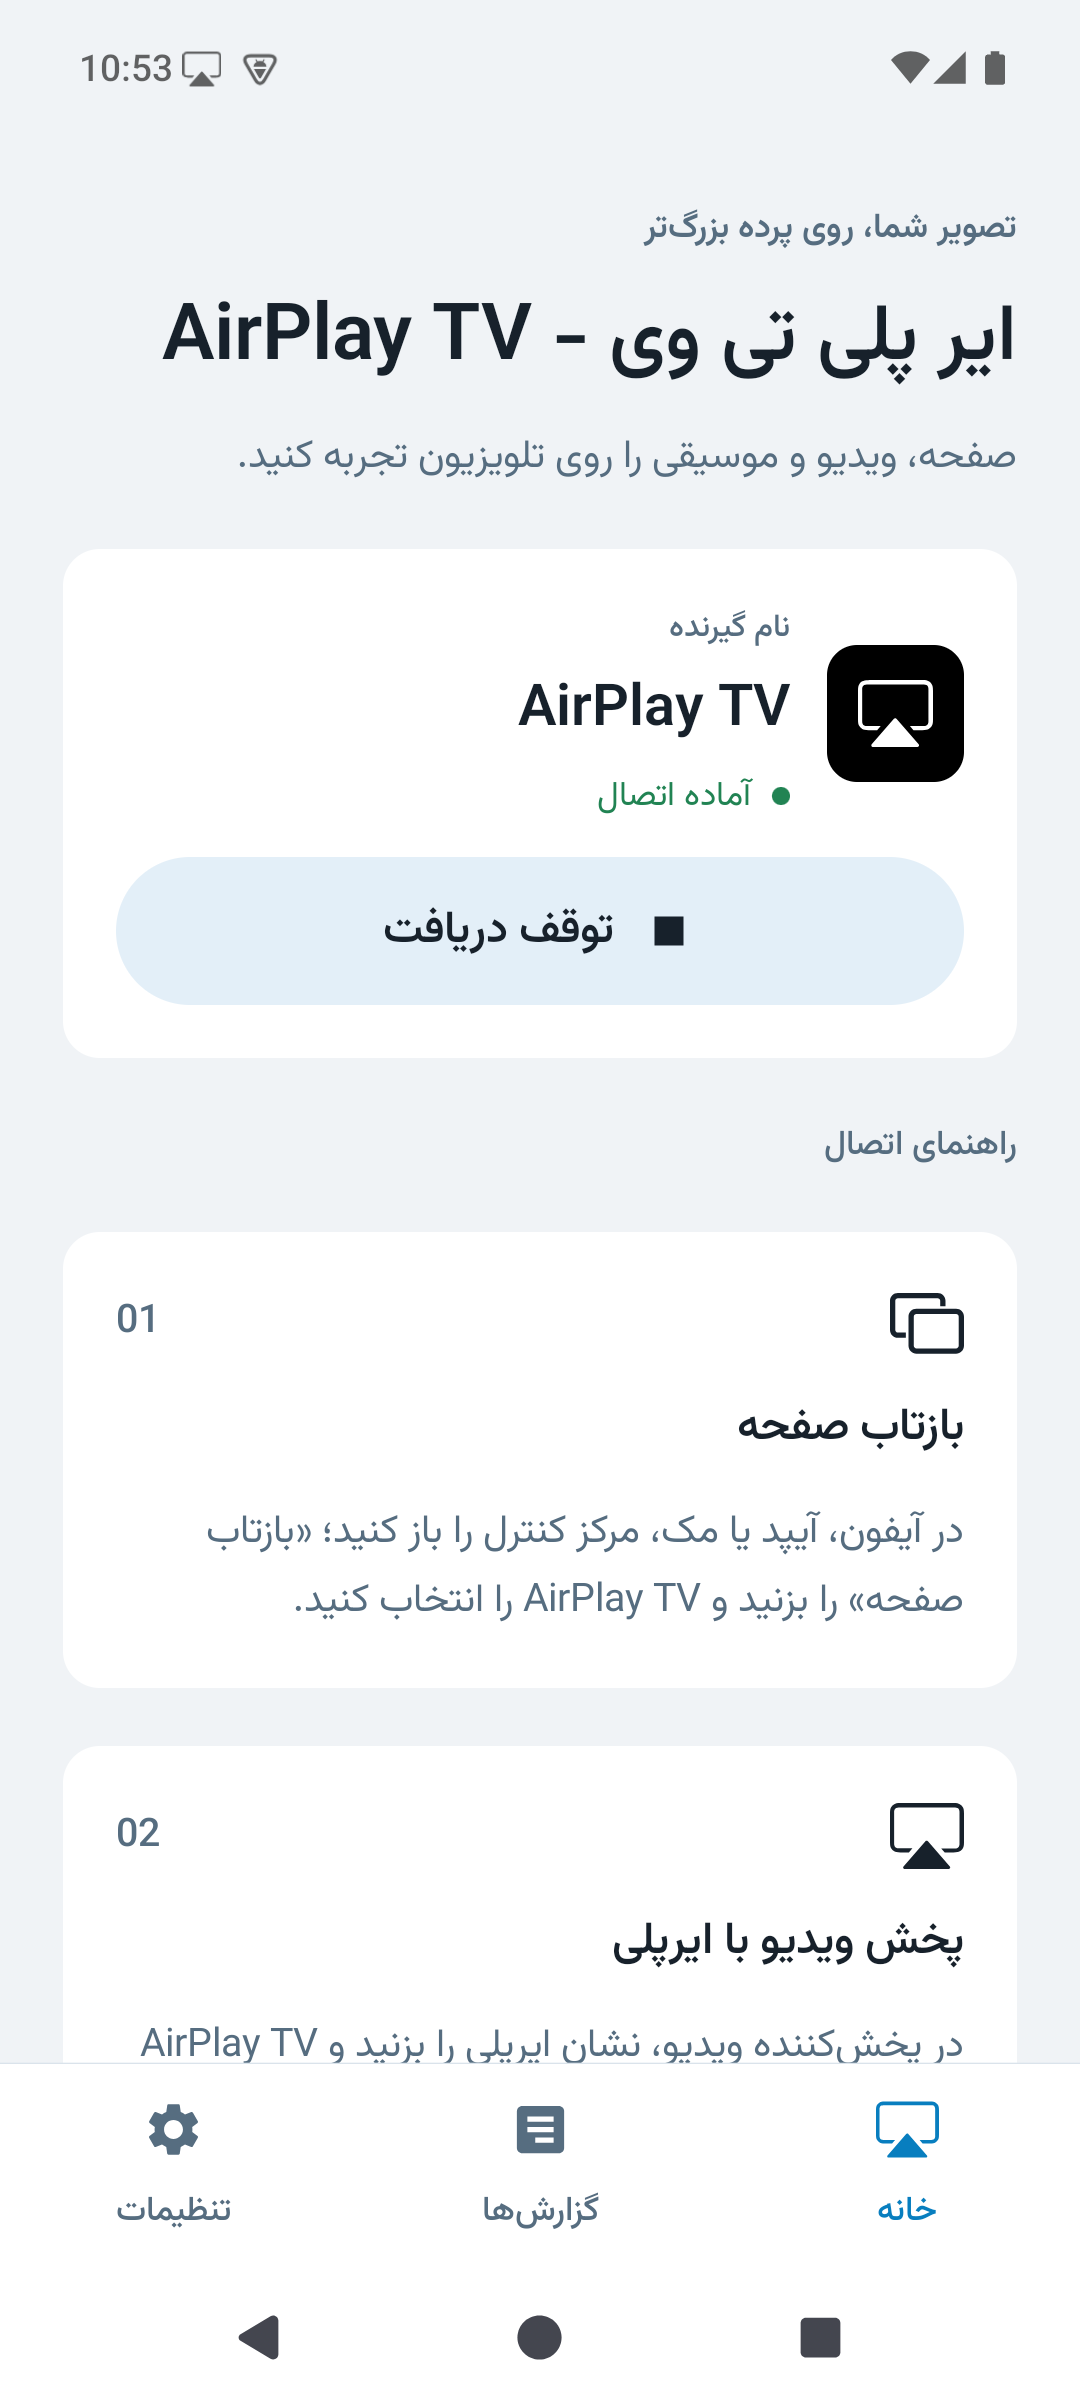 10:53
تصویر شما، روی پرده بزرگ‌تر
ایر پلی تی وی - AirPlay TV
صفحه، ویدیو و موسیقی را روی تلویزیون تجربه کنید.
نام گیرنده
AirPlay TV
آماده اتصال
توقف دریافت
راهنمای اتصال
01
بازتاب صفحه
در آیفون، آیپد یا مک، مرکز کنترل را باز کنید؛ «بازتاب
صفحه» را بزنید و AirPlay TV را انتخاب کنید.
02
پخش ویدیو با ایرپلی
در پخش‌کننده ویدیو، نشان ایرپلی را بزنید و AirPlay TV
خانه
گزارش‌ها
تنظیمات